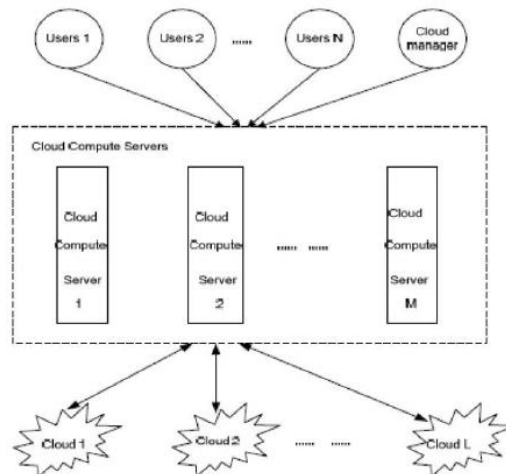 Users 1
Users 2
......
Users N
Cloud
manager
Cloud Compute Servers
Cloud
Compute
Server
1
Cloud
Compute
Server
2
...... ......
Cloud
Compute
Server
M
Cloud 1
Cloud 2
...... ......
Cloud L